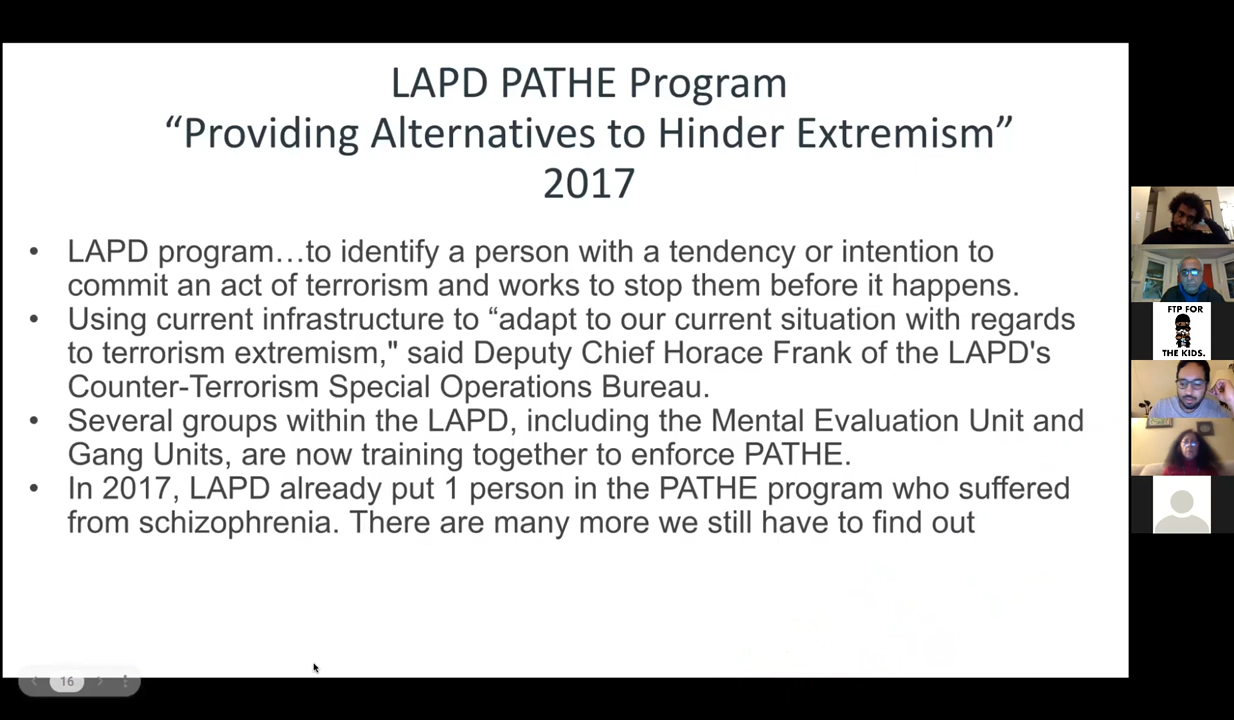 LAPD PATHE Program
“Providing Alternatives to Hinder Extremism”
2017
• LAPD program…to identify a person with a tendency or intention to
commit an act of terrorism and works to stop them before it happens.
• Using current infrastructure to “adapt to our current situation with regards
to terrorism extremism," said Deputy Chief Horace Frank of the LAPD's
Counter-Terrorism Special Operations Bureau.
• Several groups within the LAPD, including the Mental Evaluation Unit and
Gang Units, are now training together to enforce PATHE.
• In 2017, LAPD already put 1 person in the PATHE program who suffered
from schizophrenia. There are many more we still have to find out
16
FTP FOR
THE KIDS.